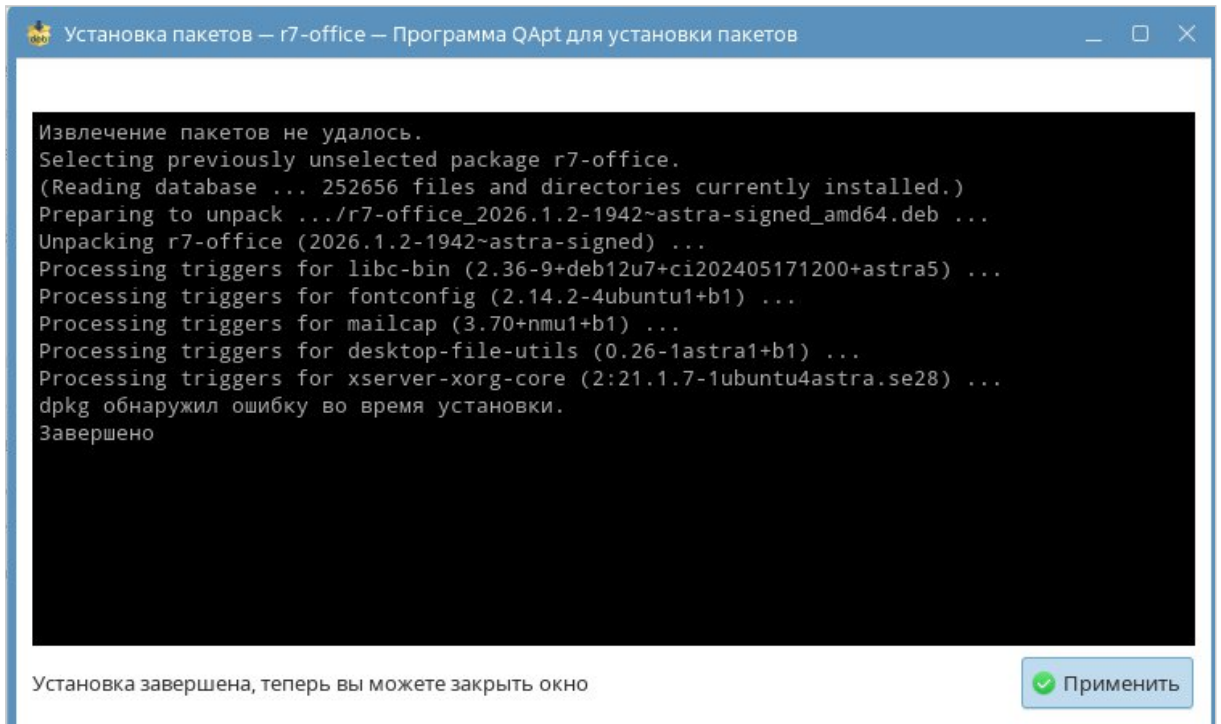 Установка пакетов — r7-office — Программа QApt для установки пакетов
Извлечение пакетов не удалось.
Selecting previously unselected package r7-office.
(Reading database ... 252656 files and directories currently installed.)
Preparing to unpack .../r7-office_2026.1.2-1942~astra-signed_amd64.deb ...
Unpacking r7-office (2026.1.2-1942~astra-signed) ...
Processing triggers for libc-bin (2.36-9+deb12u7+ci202405171200+astra5) ...
Processing triggers for fontconfig (2.14.2-4ubuntu1+b1) ...
Processing triggers for mailcap (3.70+nmu1+b1) ...
Processing triggers for desktop-file-utils (0.26-1astra1+b1) ...
Processing triggers for xserver-xorg-core (2:21.1.7-1ubuntu4astra.se28) ...
dpkg обнаружил ошибку во время установки.
Завершено
Установка завершена, теперь вы можете закрыть окно
Применить